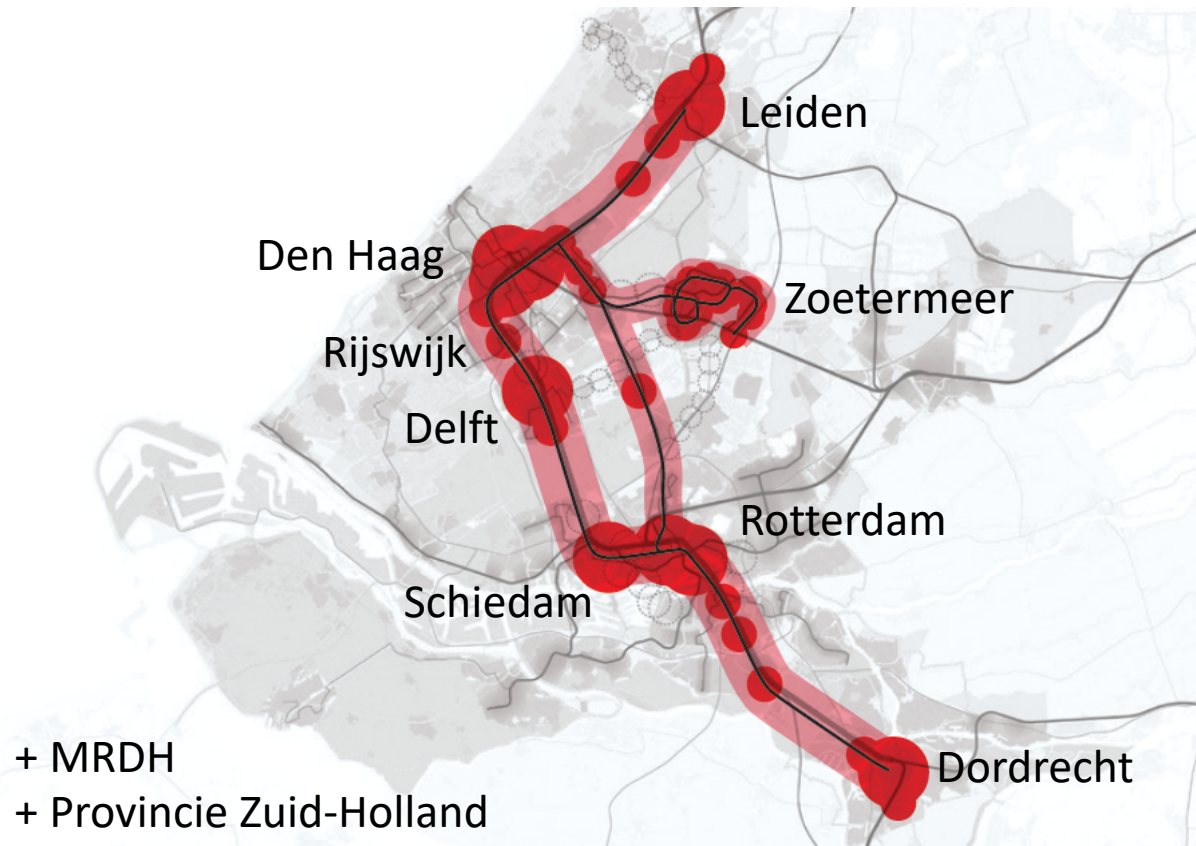 Leiden
Den Haag
Zoetermeer
Rijswijk
Delft
Rotterdam
Schiedam
+ MRDH
Dordrecht
+ Provincie Zuid-Holland